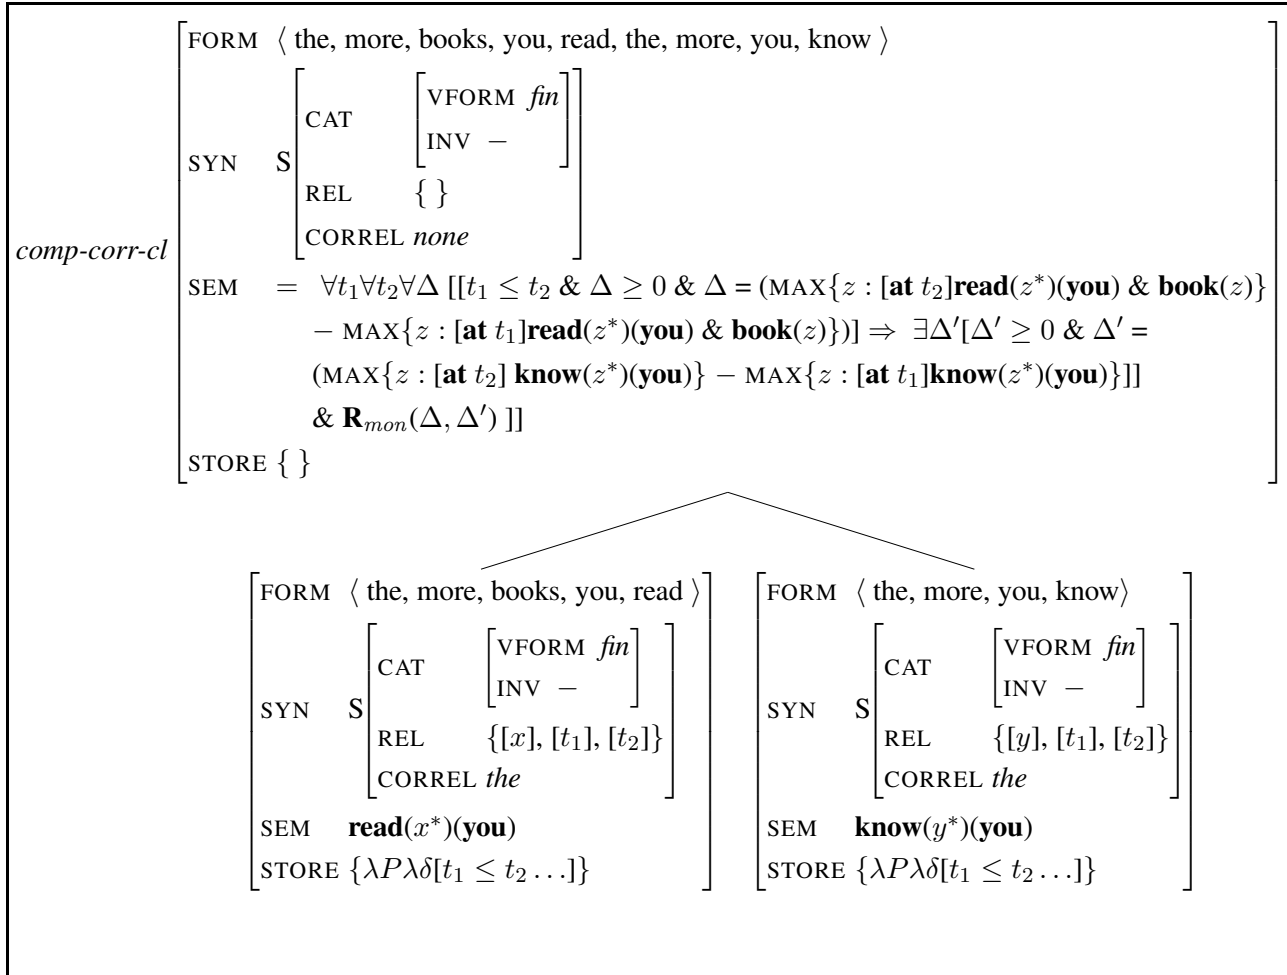 FORM ⟨ the, more, books, you, read, the, more, you, know ⟩
CAT [VFORM fin]
[INV −]
SYN S
REL { }
CORREL none
comp-corr-cl
SEM = ∀t₁∀t₂∀Δ [[t₁ ≤ t₂ & Δ ≥ 0 & Δ = (MAX{z : [at t₂]read(z*)(you) & book(z)}
− MAX{z : [at t₁]read(z*)(you) & book(z)})] ⇒ ∃Δ′[Δ′ ≥ 0 & Δ′ =
(MAX{z : [at t₂] know(z*)(you)} − MAX{z : [at t₁]know(z*)(you)}]]
& R_mon(Δ, Δ′) ]]
STORE { }
FORM ⟨ the, more, books, you, read ⟩
CAT [VFORM fin]
[INV −]
SYN S
REL {[x], [t₁], [t₂]}
CORREL the
SEM read(x*)(you)
STORE {λPλδ[t₁ ≤ t₂ …]}
FORM ⟨ the, more, you, know⟩
CAT [VFORM fin]
[INV −]
SYN S
REL {[y], [t₁], [t₂]}
CORREL the
SEM know(y*)(you)
STORE {λPλδ[t₁ ≤ t₂ …]}